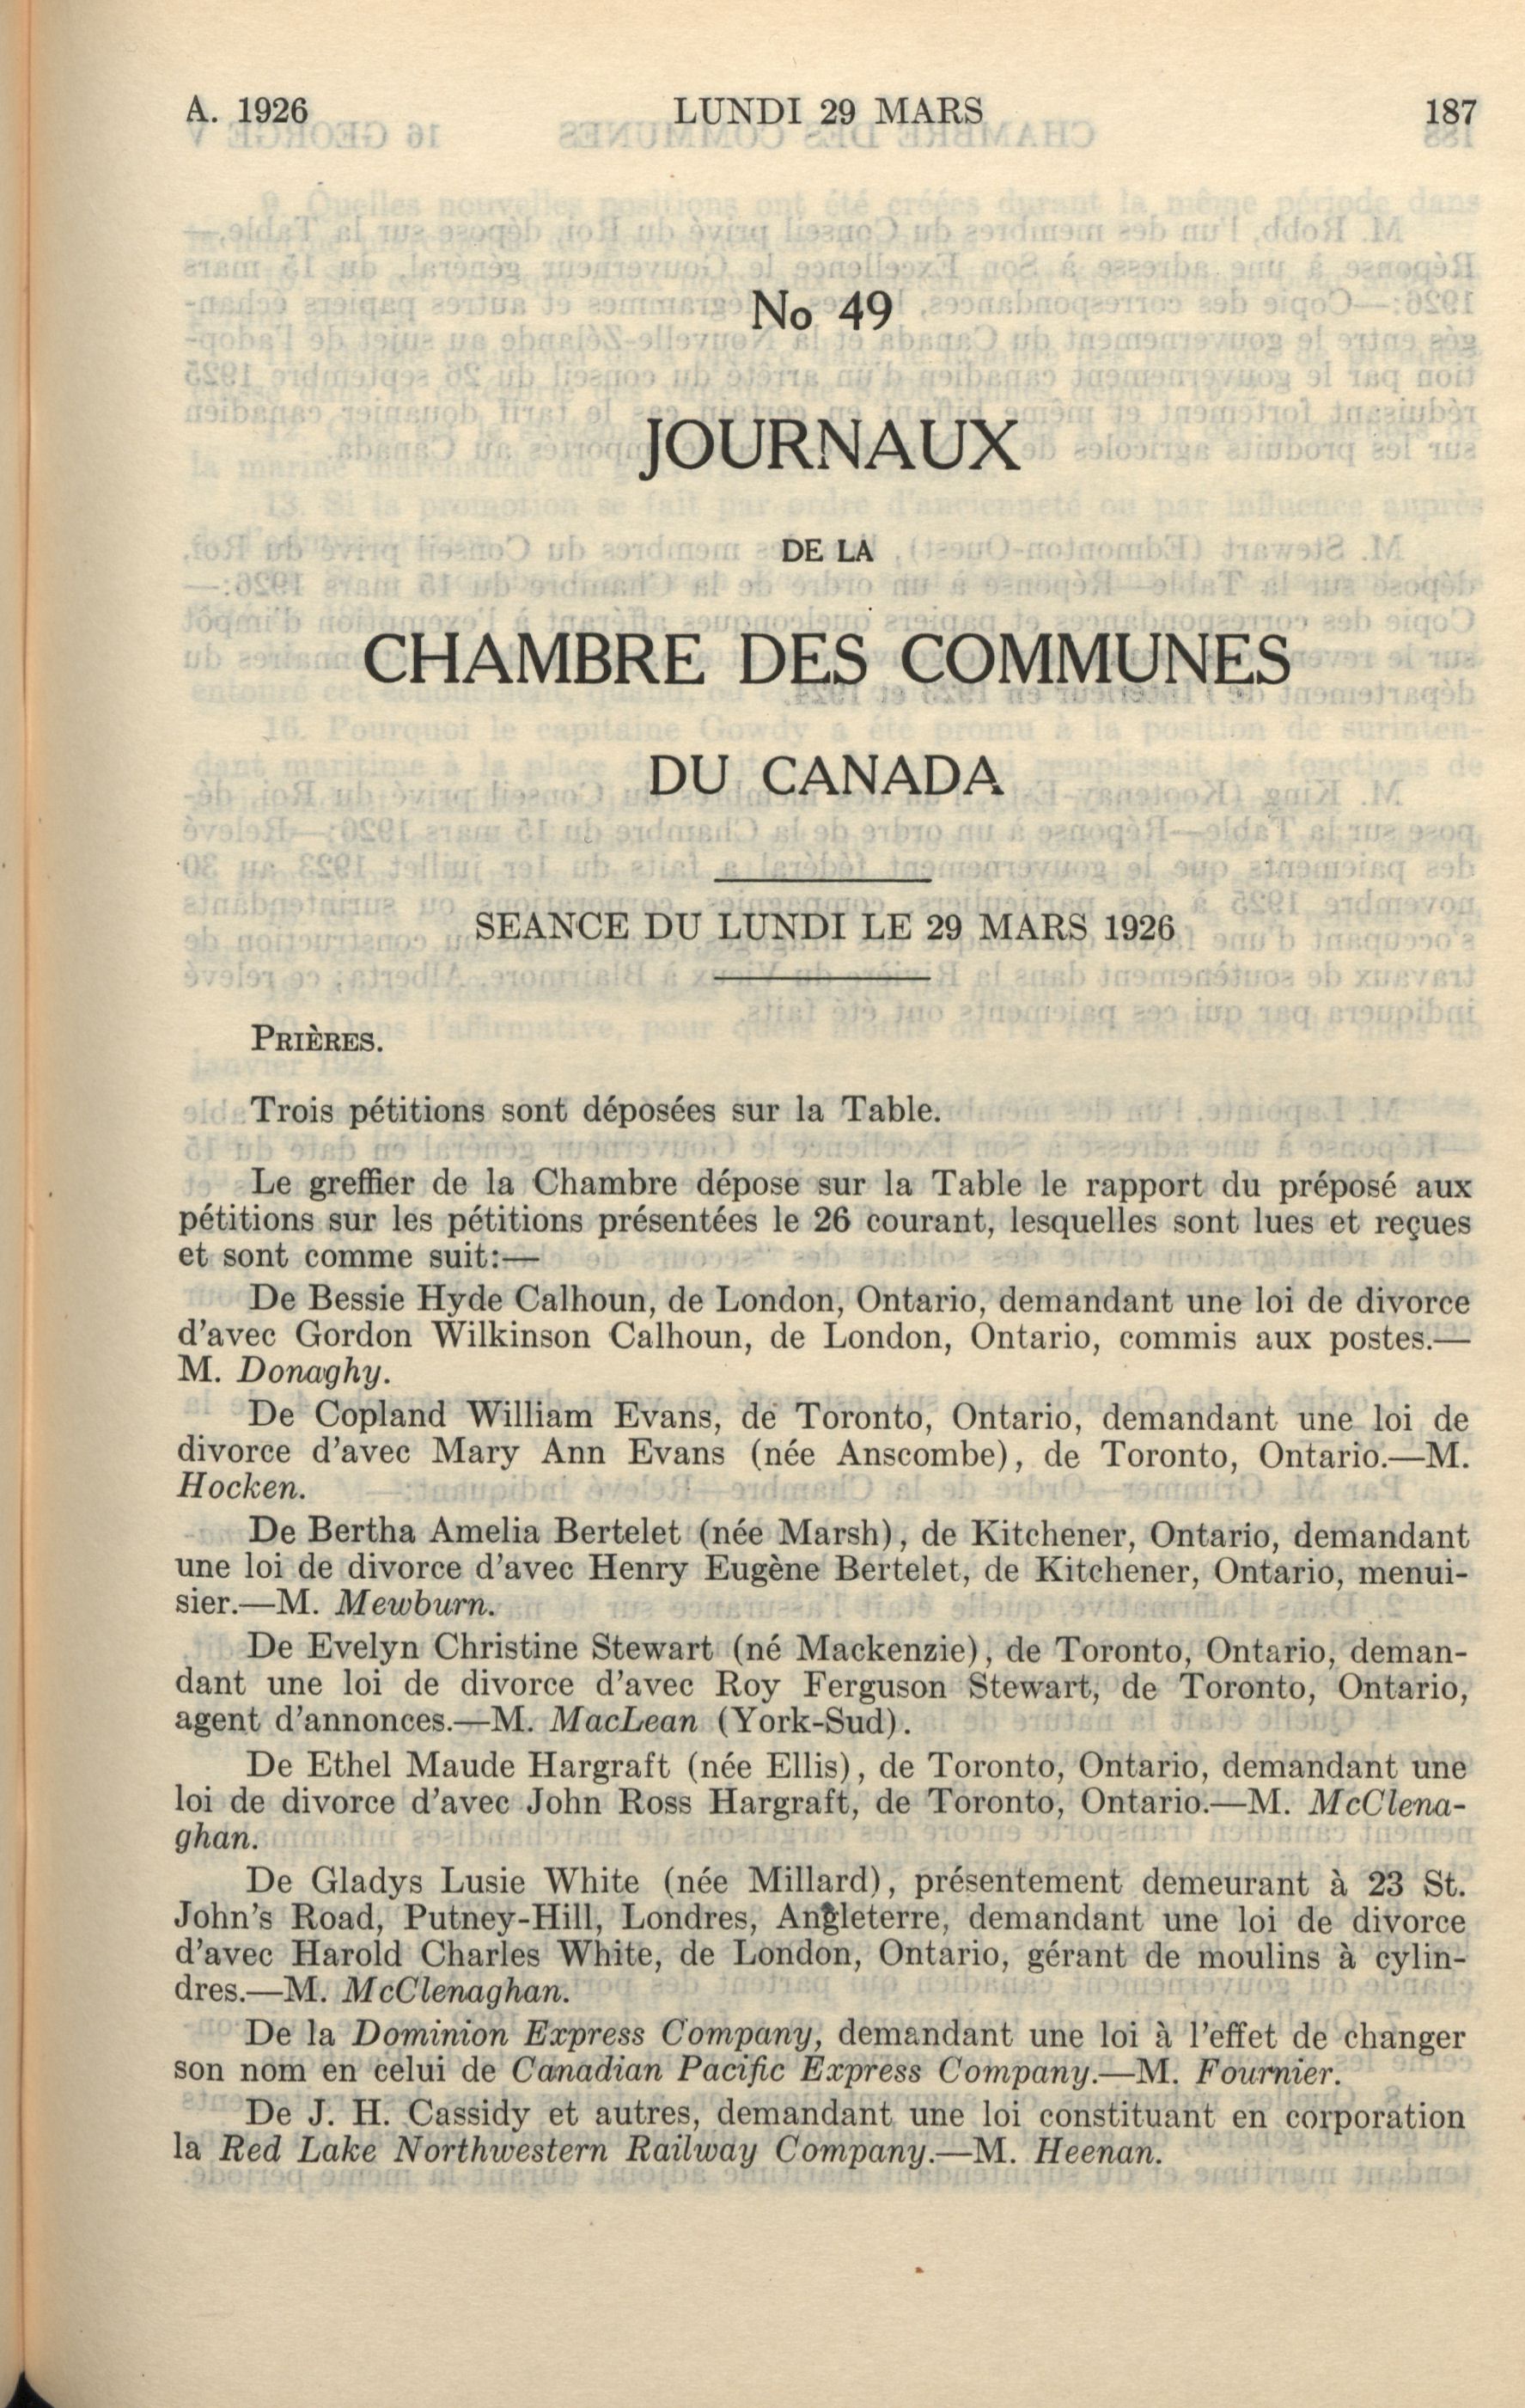 A. 1926 LUNDI 29 MARS 187
No 49
JOURNAUX
DE LA
CHAMBRE DES COMMUNES
DU CANADA
SEANCE DU LUNDI LE 29 MARS 1926
PRIÈRES.
Trois pétitions sont déposées sur la Table.
Le greffier de la Chambre dépose sur la Table le rapport du préposé aux
pétitions sur les pétitions présentées le 26 courant, lesquelles sont lues et reçues
et sont comme suit:—
De Bessie Hyde Calhoun, de London, Ontario, demandant une loi de divorce
d'avec Gordon Wilkinson Calhoun, de London, Ontario, commis aux postes.—
M. Donaghy.
De Copland William Evans, de Toronto, Ontario, demandant une loi de
divorce d'avec Mary Ann Evans (née Anscombe), de Toronto, Ontario.—M.
Hocken.
De Bertha Amelia Bertelet (née Marsh), de Kitchener, Ontario, demandant
une loi de divorce d'avec Henry Eugène Bertelet, de Kitchener, Ontario, menui-
sier.—M. Mewburn.
De Evelyn Christine Stewart (né Mackenzie), de Toronto, Ontario, deman-
dant une loi de divorce d'avec Roy Ferguson Stewart, de Toronto, Ontario,
agent d'annonces.—M. MacLean (York-Sud).
De Ethel Maude Hargraft (née Ellis), de Toronto, Ontario, demandant une
loi de divorce d'avec John Ross Hargraft, de Toronto, Ontario.—M. McClena-
ghan.
De Gladys Lusie White (née Millard), présentement demeurant à 23 St.
John's Road, Putney-Hill, Londres, Angleterre, demandant une loi de divorce
d'avec Harold Charles White, de London, Ontario, gérant de moulins à cylin-
dres.—M. McClenaghan.
De la Dominion Express Company, demandant une loi à l'effet de changer
son nom en celui de Canadian Pacific Express Company.—M. Fournier.
De J. H. Cassidy et autres, demandant une loi constituant en corporation
la Red Lake Northwestern Railway Company.—M. Heenan.